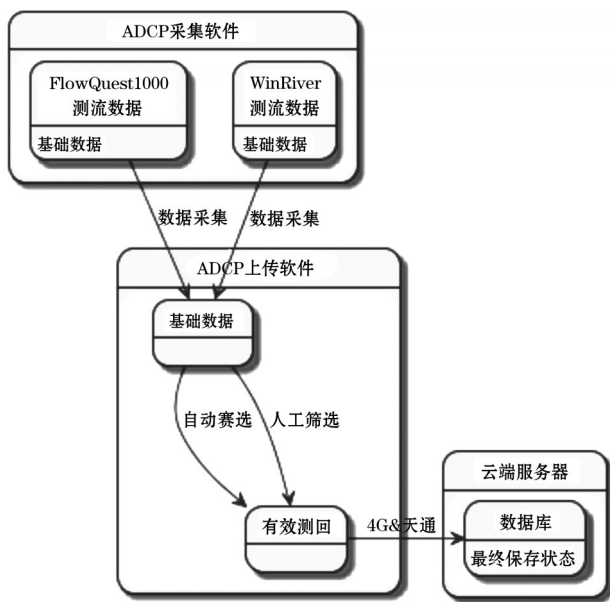 ADCP采集软件
FlowQuest1000
测流数据
基础数据
WinRiver
测流数据
基础数据
数据采集
数据采集
ADCP上传软件
基础数据
自动赛选
人工筛选
有效测回
4G&天通
云端服务器
数据库
最终保存状态